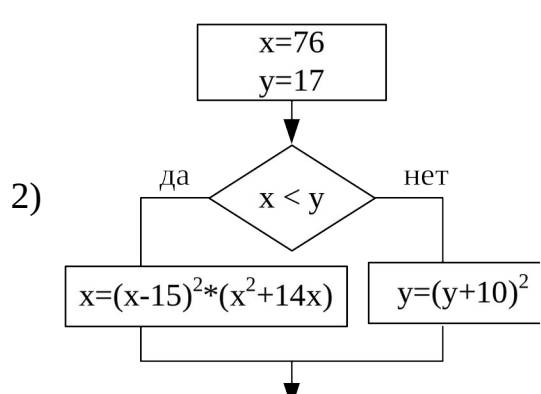 x=76
y=17
да
нет
2)
x < y
x=(x-15)²*(x²+14x)
y=(y+10)²